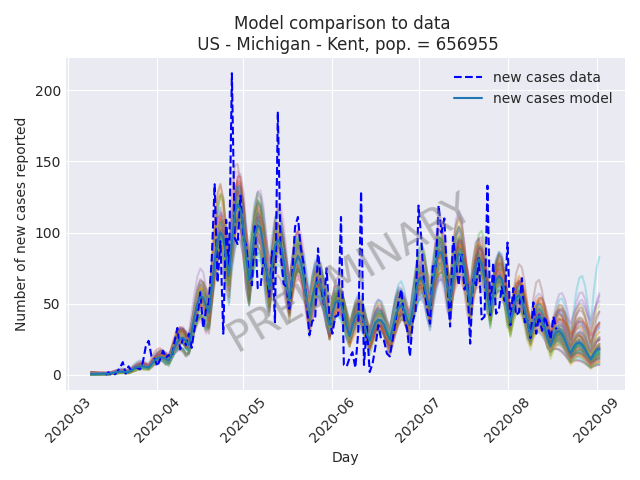 Model comparison to data
US - Michigan - Kent, pop. = 656955
new cases data
new cases model
Number of new cases reported
200
150
100
50
0
PRELIMINARY
2020-03
2020-04
2020-05
2020-06
2020-07
2020-08
2020-09
Day